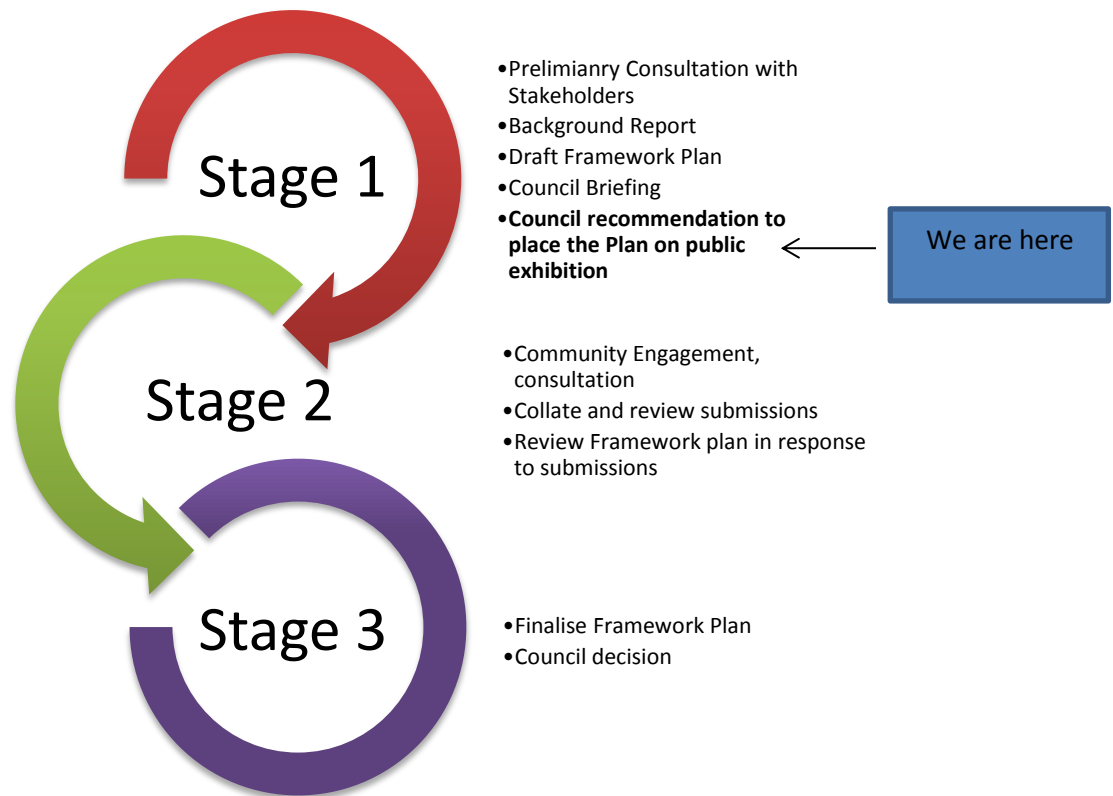 Stage 1
•Prelimianry Consultation with
Stakeholders
•Background Report
•Draft Framework Plan
•Council Briefing
•Council recommendation to
place the Plan on public
exhibition
We are here
Stage 2
•Community Engagement,
consultation
•Collate and review submissions
•Review Framework plan in response
to submissions
Stage 3
•Finalise Framework Plan
•Council decision